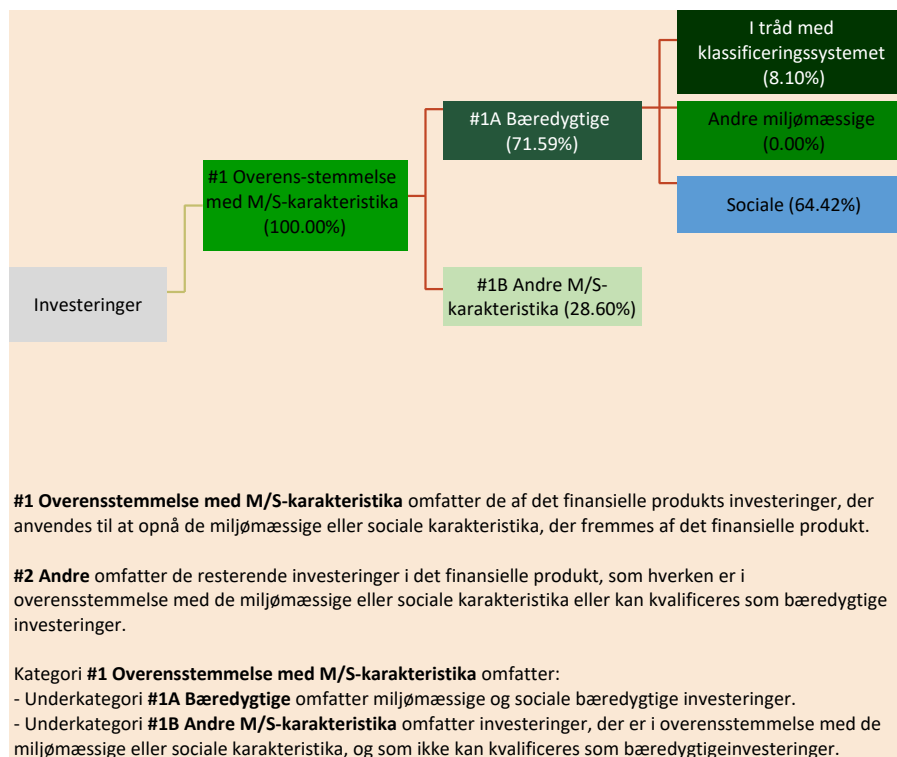 I tråd med
klassificeringssystemet
(8.10%)
#1A Bæredygtige
(71.59%)
Andre miljømæssige
(0.00%)
#1 Overens-stemmelse
med M/S-karakteristika
(100.00%)
Sociale (64.42%)
Investeringer
#1B Andre M/S-
karakteristika (28.60%)
#1 Overensstemmelse med M/S-karakteristika omfatter de af det finansielle produkts investeringer, der
anvendes til at opnå de miljømæssige eller sociale karakteristika, der fremmes af det finansielle produkt.
#2 Andre omfatter de resterende investeringer i det finansielle produkt, som hverken er i
overensstemmelse med de miljømæssige eller sociale karakteristika eller kan kvalificeres som bæredygtige
investeringer.
Kategori #1 Overensstemmelse med M/S-karakteristika omfatter:
- Underkategori #1A Bæredygtige omfatter miljømæssige og sociale bæredygtige investeringer.
- Underkategori #1B Andre M/S-karakteristika omfatter investeringer, der er i overensstemmelse med de
miljømæssige eller sociale karakteristika, og som ikke kan kvalificeres som bæredygtigeinvesteringer.